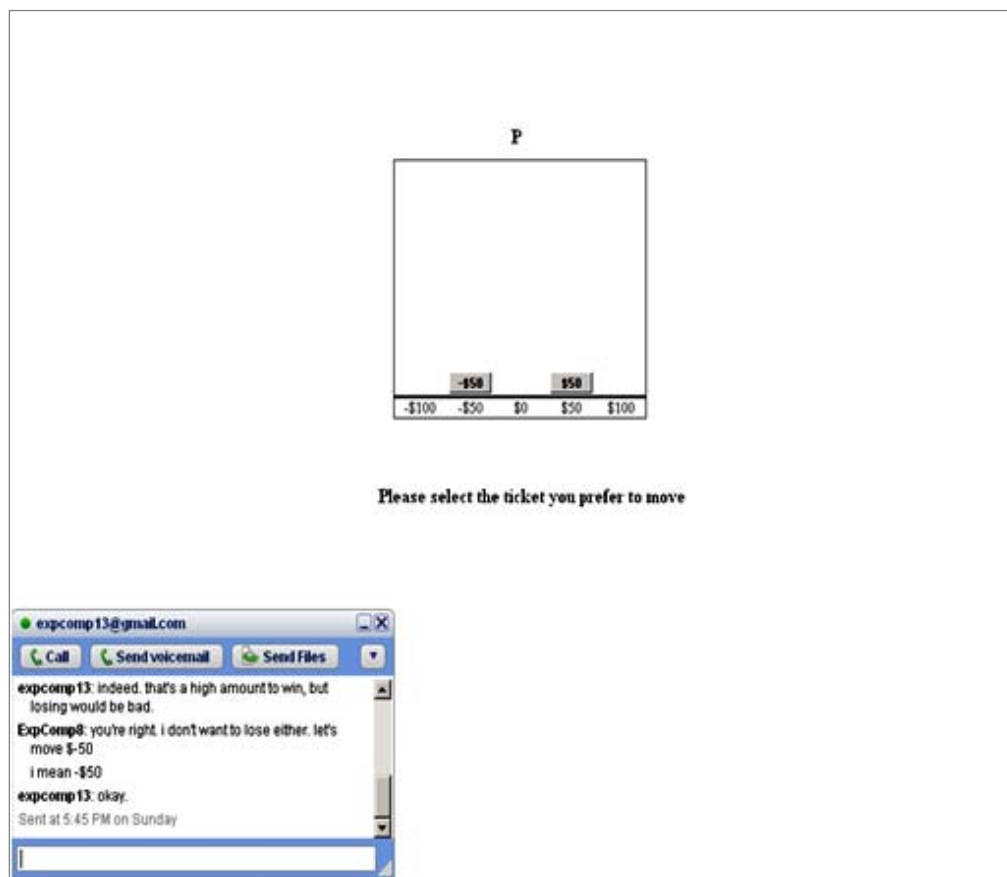 P
-$50 $50
-$100 -$50 $0 $50 $100
Please select the ticket you prefer to move
expcomp13@gmail.com
Call Send voicemail Send Files
expcomp13: indeed. that's a high amount to win, but
losing would be bad.
ExpComp8: you're right. i don't want to lose either. let's
move $-50
i mean -$50
expcomp13: okay.
Sent at 5:45 PM on Sunday